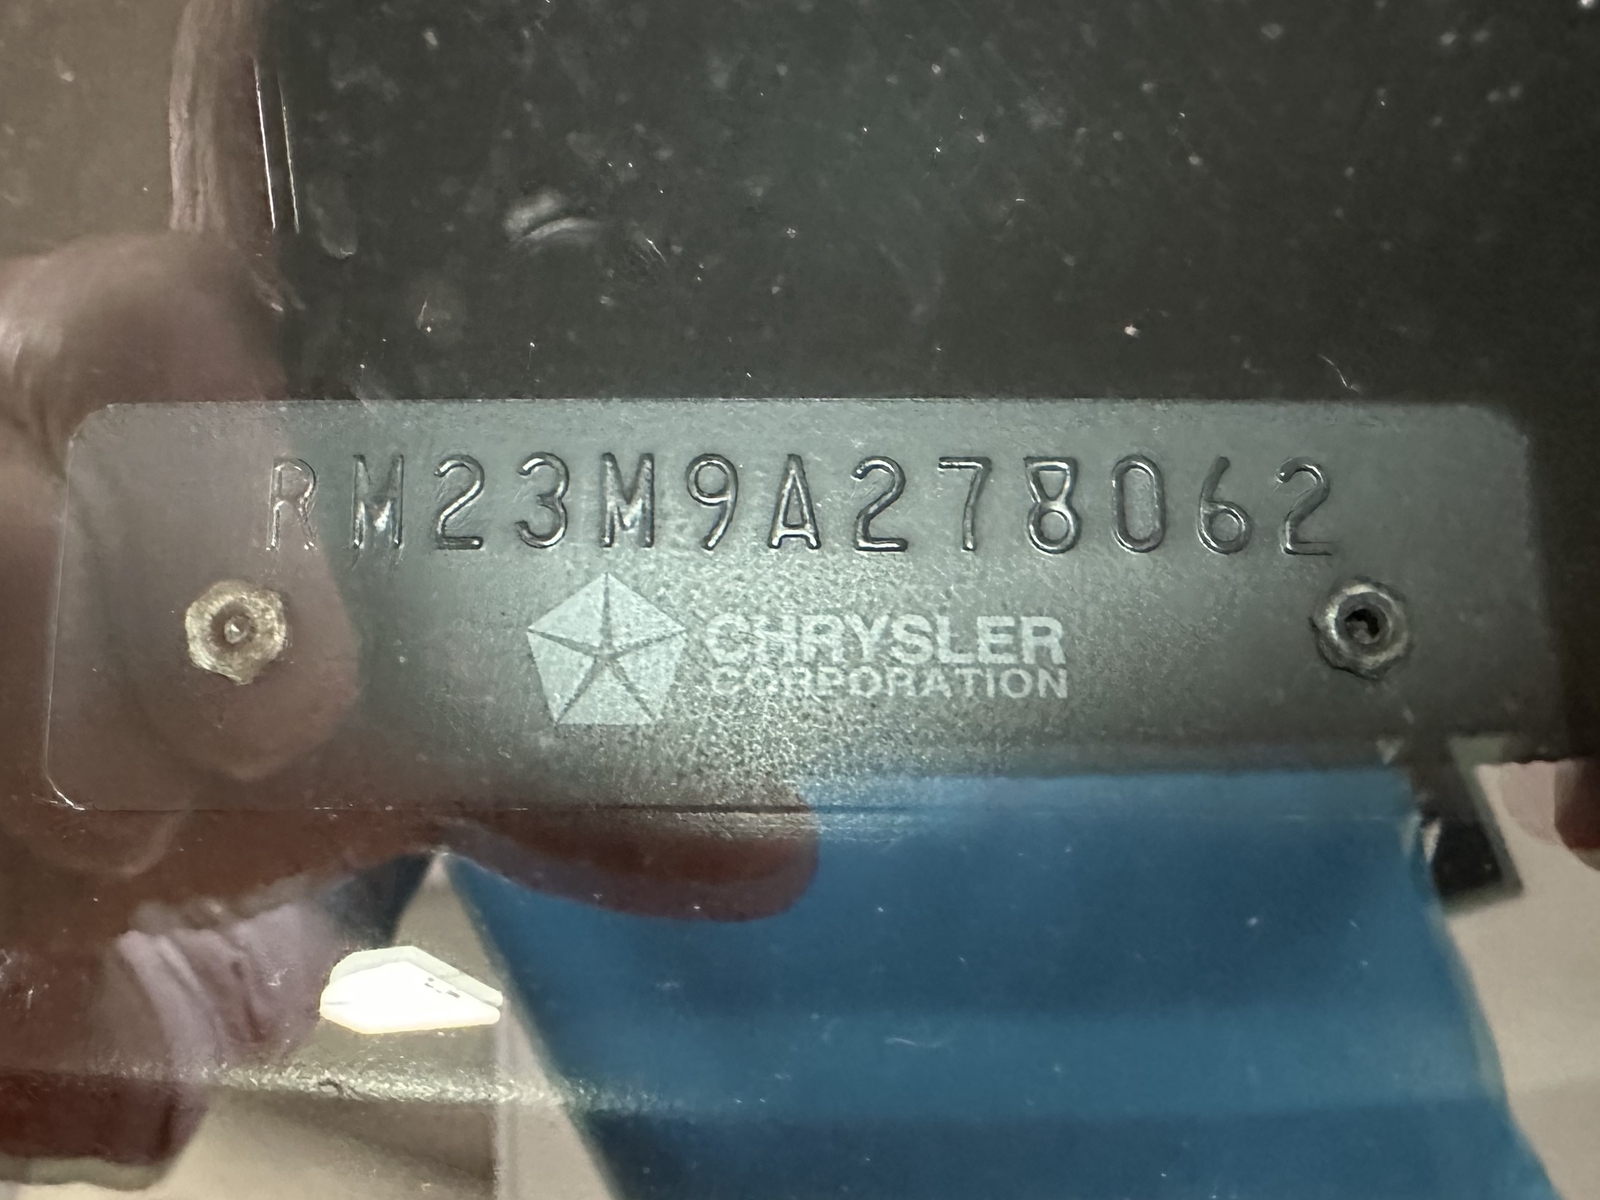 RM23M9A278062
CHRYSLER
CORPORATION